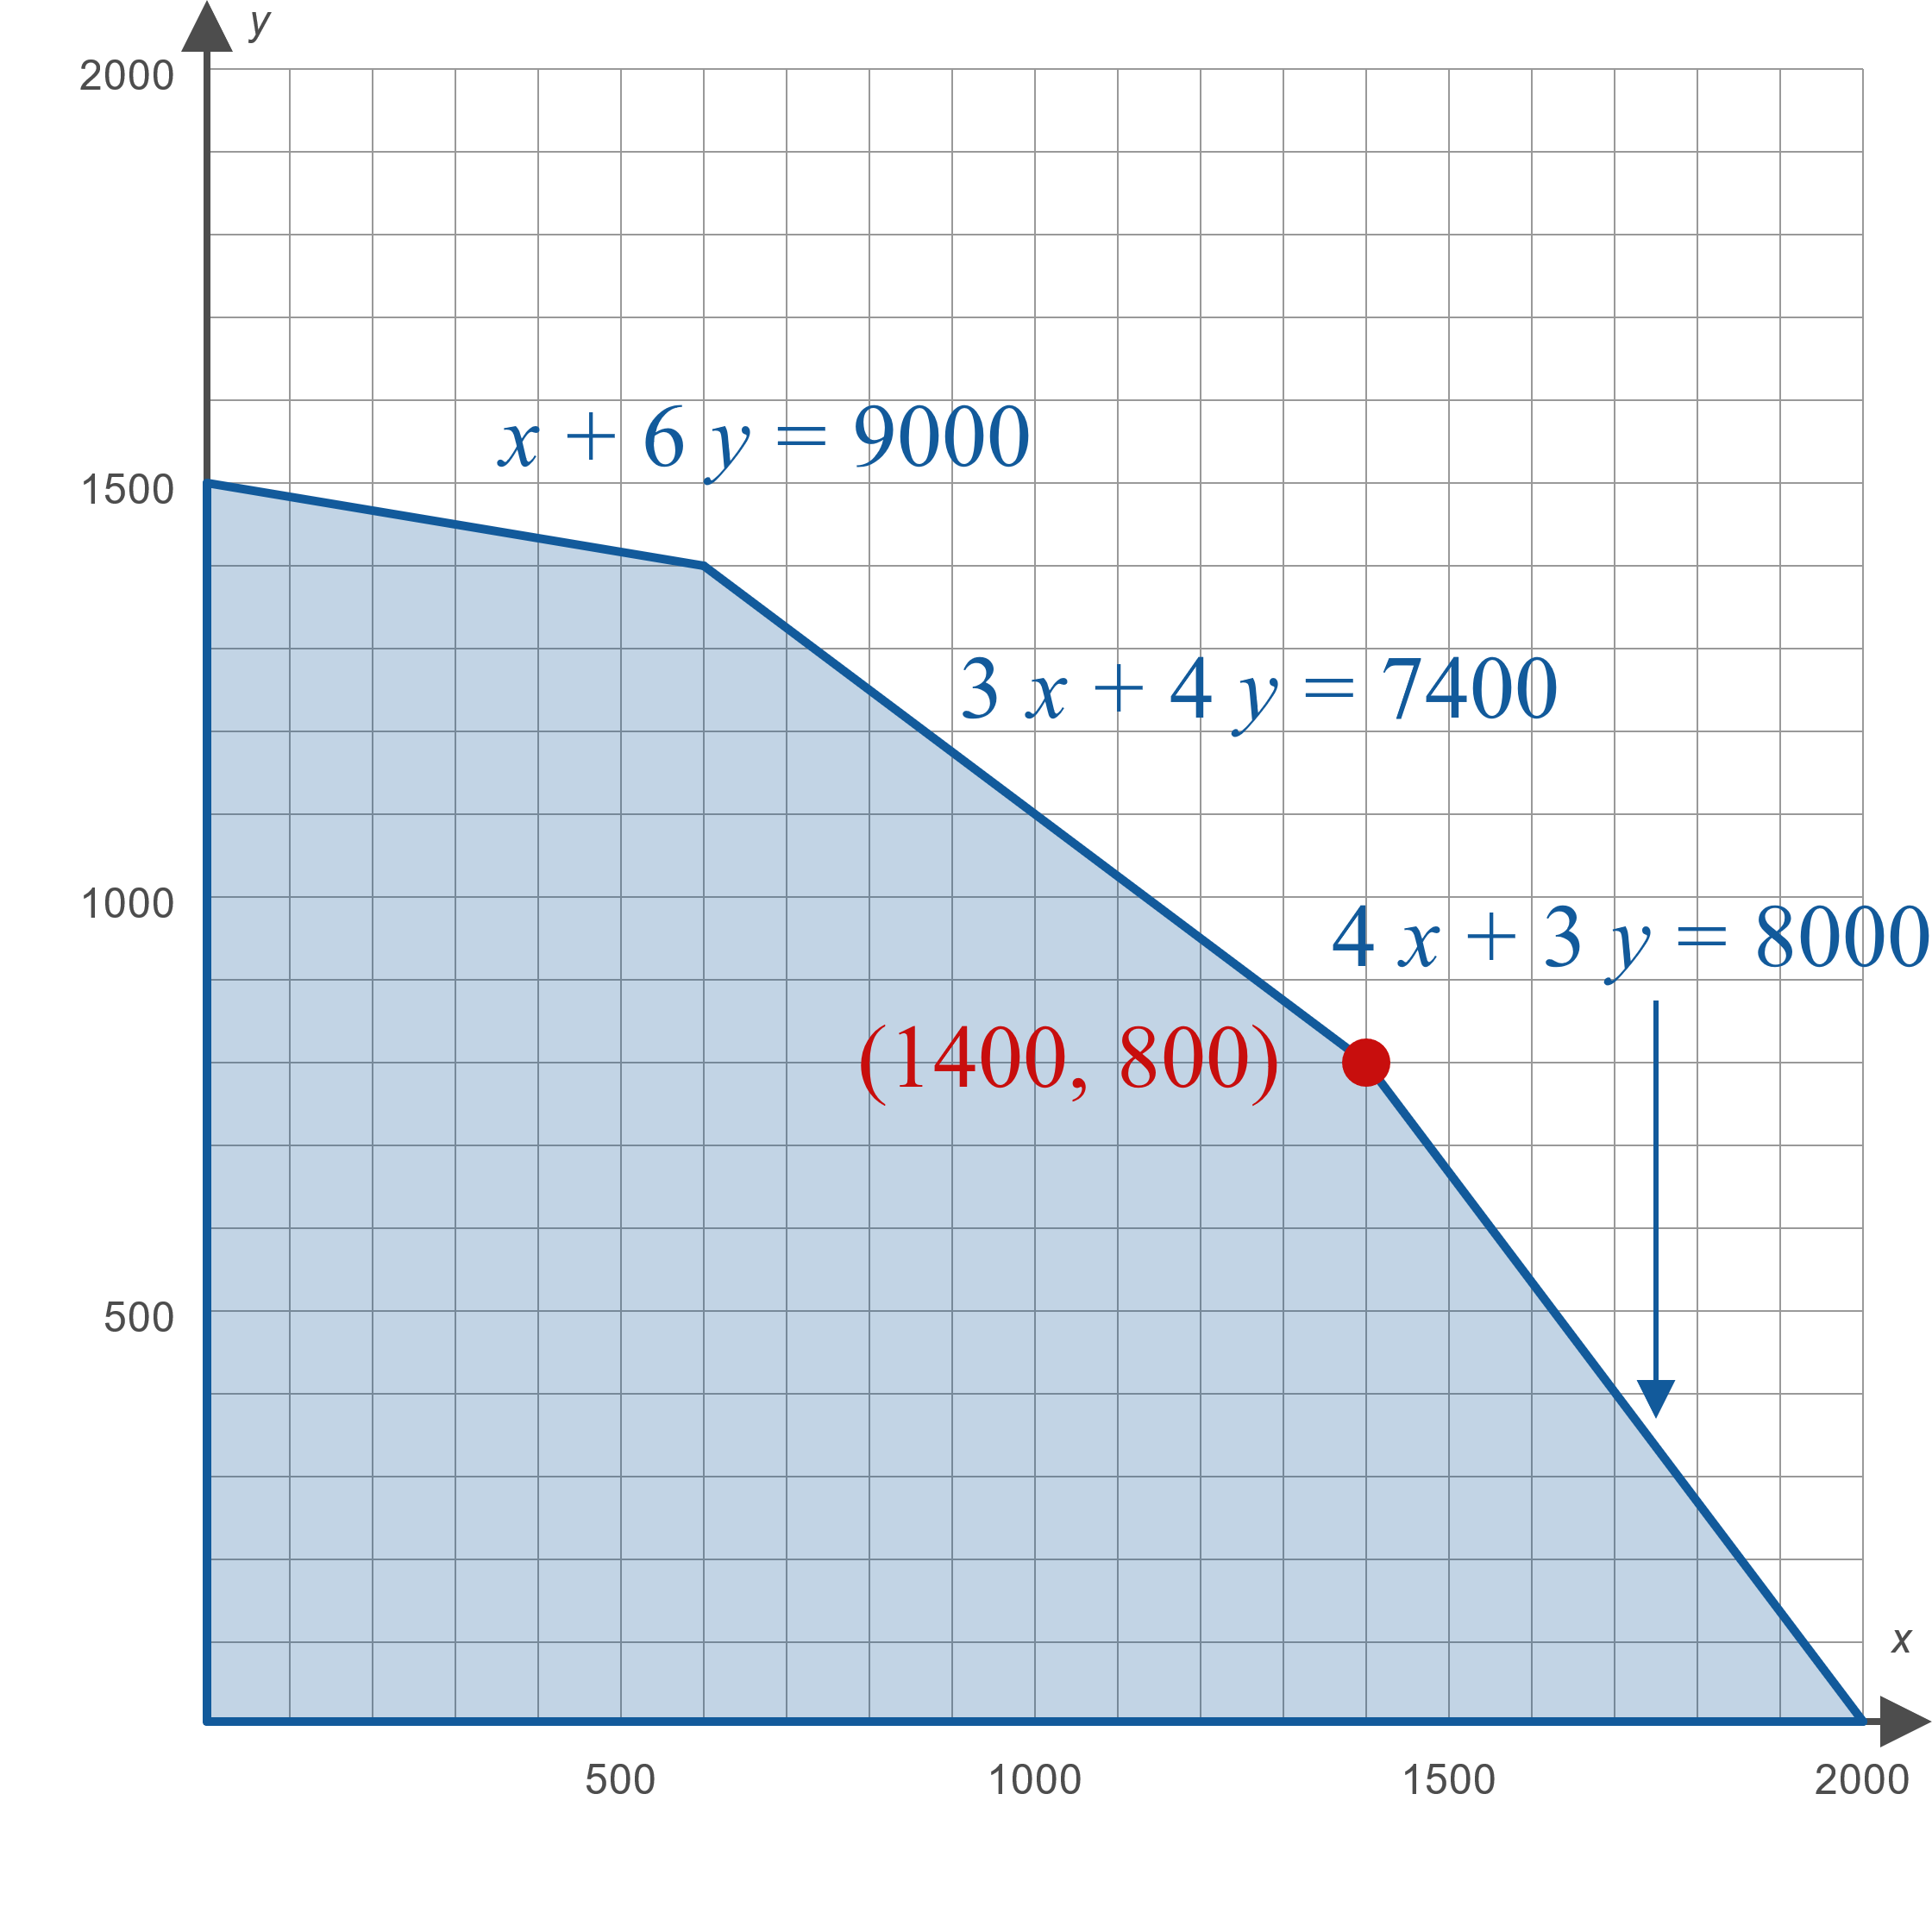 y
2000
x + 6 y = 9000
1500
3 x + 4 y = 7400
1000
4 x + 3 y = 8000
(1400, 800)
500
x
500 1000 1500 2000